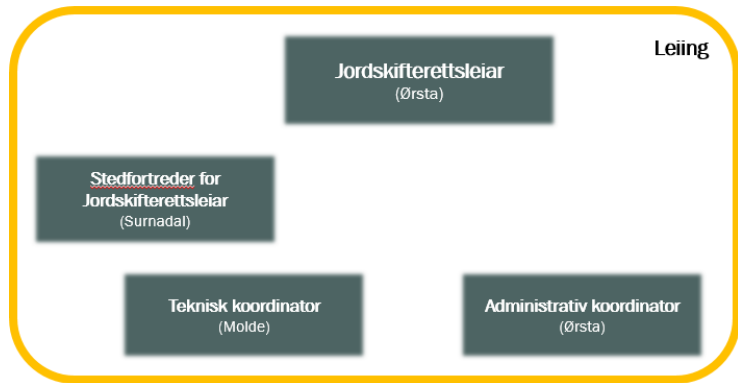 Leiing
Jordskifterettsleiar
(Ørsta)
Stedfortreder for
Jordskifterettsleiar
(Surnadal)
Teknisk koordinator
(Molde)
Administrativ koordinator
(Ørsta)